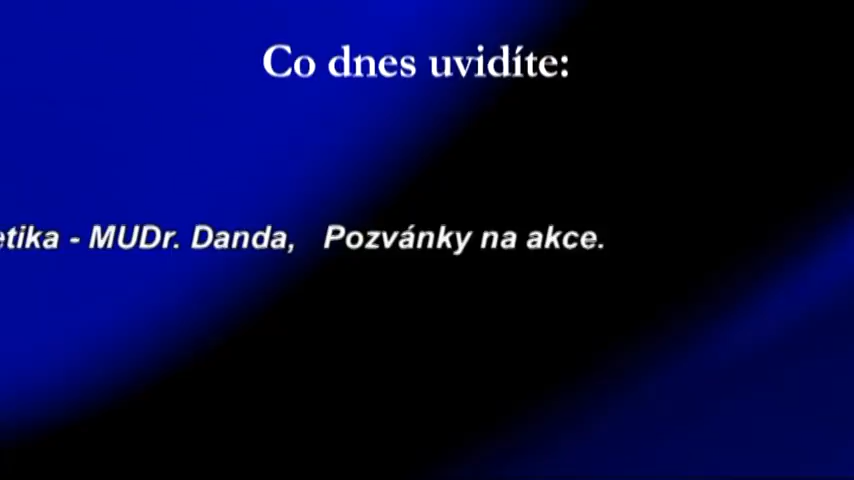 Co dnes uvidíte:
etika - MUDr. Danda, Pozvánky na akce.